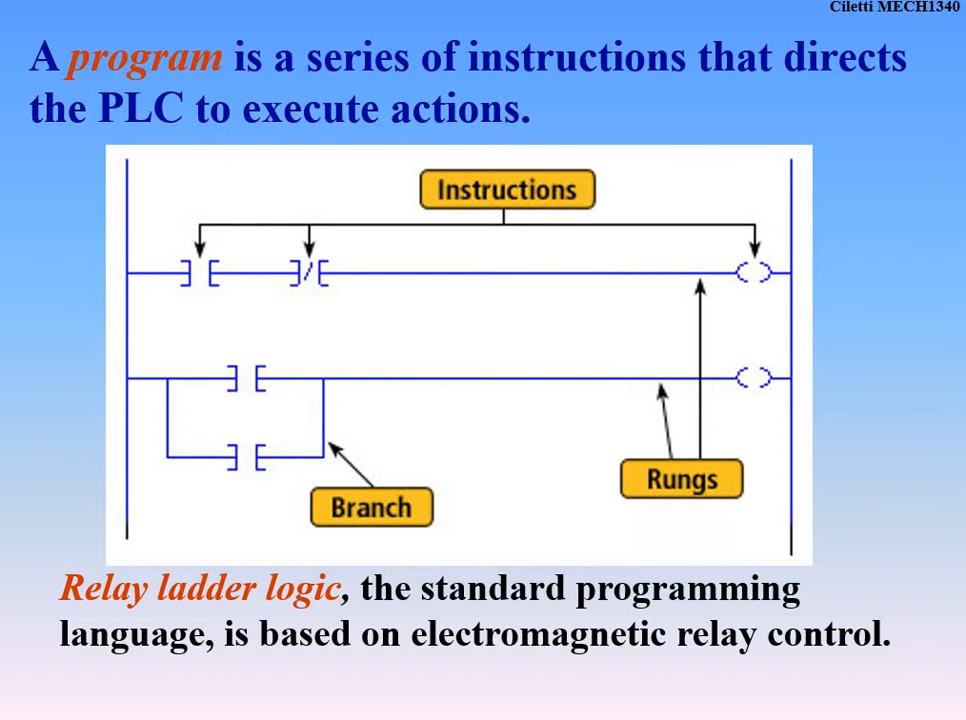 Ciletti MECH1340
A program is a series of instructions that directs
the PLC to execute actions.
Instructions
Rungs
Branch
Relay ladder logic, the standard programming
language, is based on electromagnetic relay control.